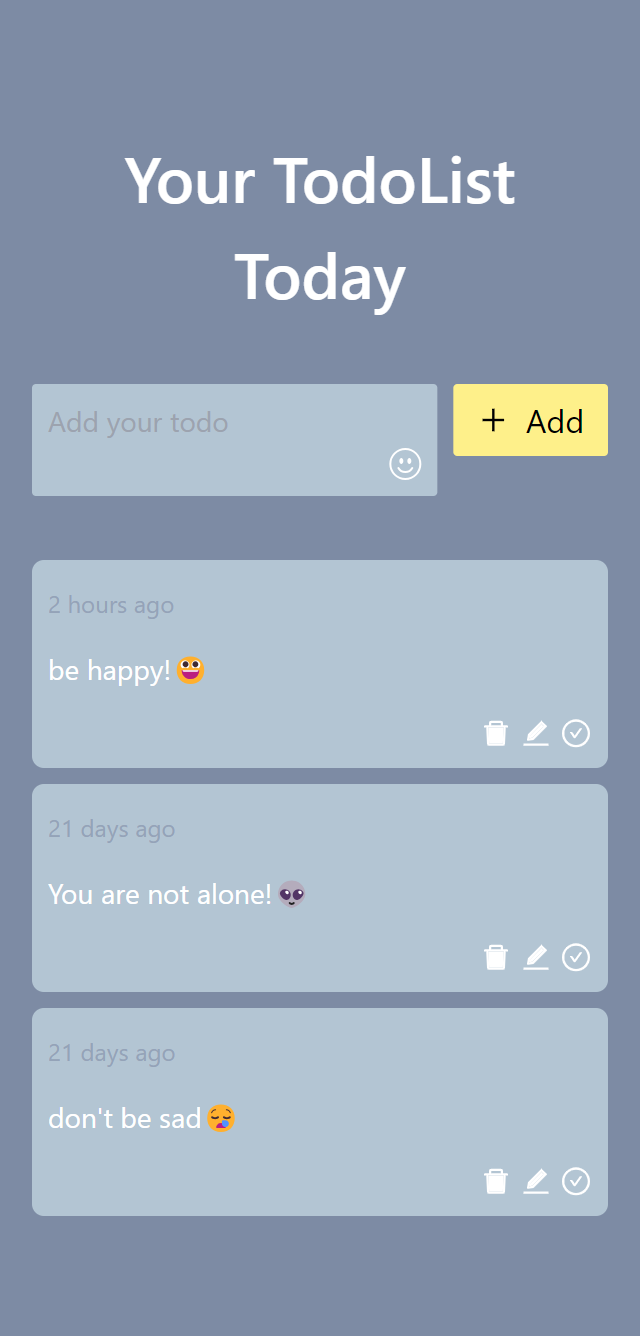 Your TodoList
Today
Add your todo
+ Add
2 hours ago
be happy! 😀
21 days ago
You are not alone! 👽
21 days ago
don't be sad 😪